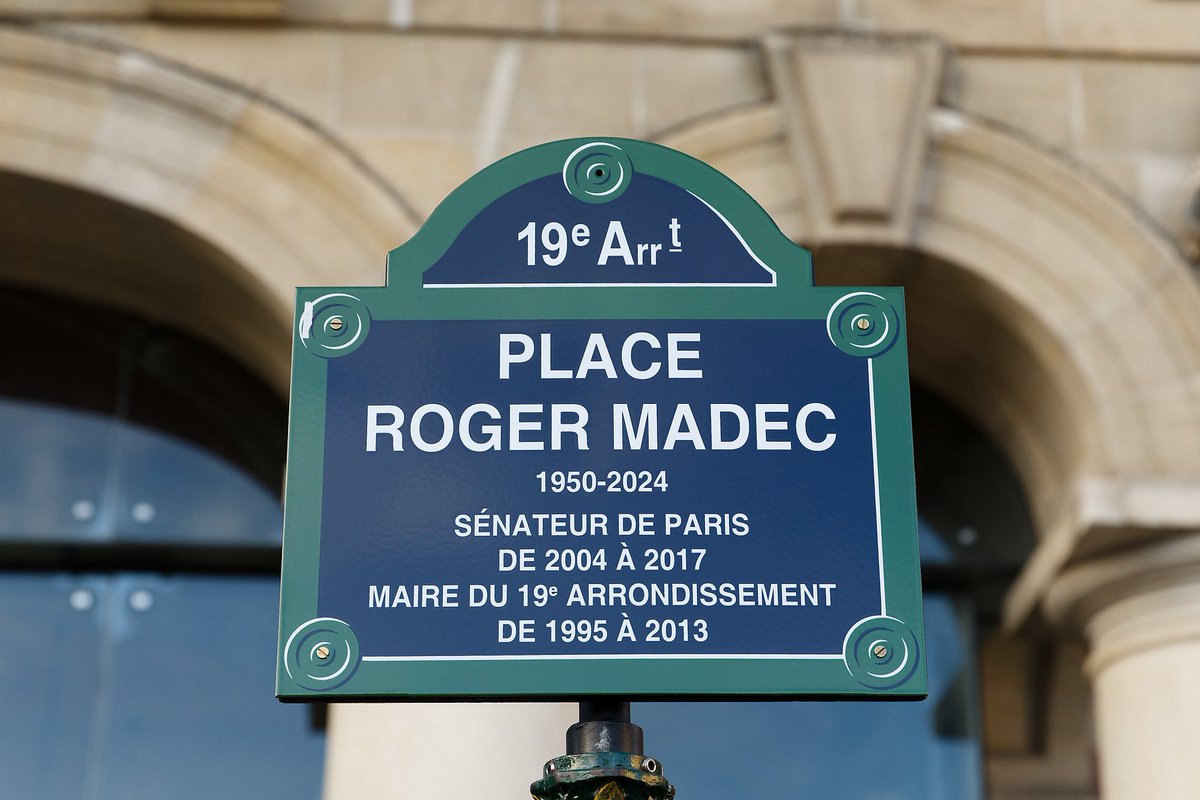 19e Arrt
PLACE
ROGER MADEC
1950-2024
SÉNATEUR DE PARIS
DE 2004 À 2017
MAIRE DU 19e ARRONDISSEMENT
DE 1995 À 2013